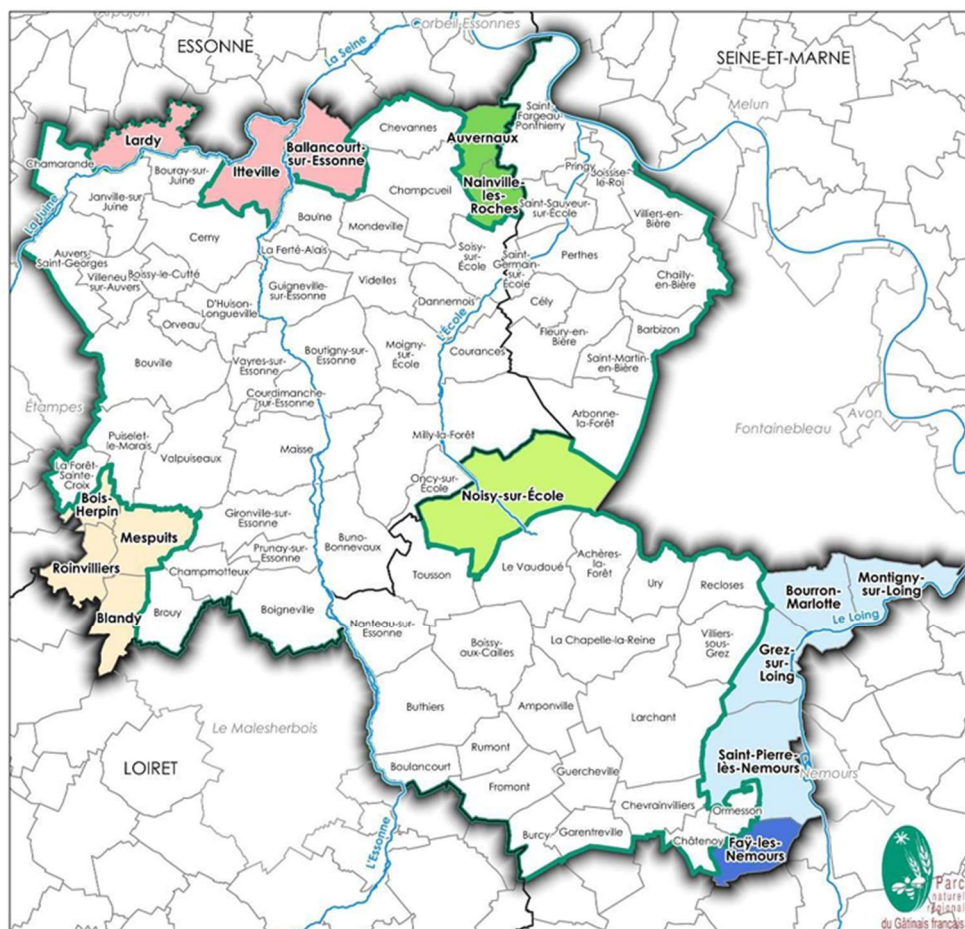 Arpajon
ESSONNE
La Seine
Corbeil-Essonnes
SEINE-ET-MARNE
Melun
Saint-
Fargeau-
Ponthierry
Chevannes
Auvernaux
Lardy
Ballancourt-
sur-Essonne
Itteville
Chamarande
Bouray-sur-
Juine
Pringy
Boissise-
le-Roi
Nainville-
les-
Roches
Champcueil
Janville-sur
Juine
La Juine
Saint-Sauveur-
sur-École
Villiers-en-
Bière
Baulne
Mondeville
Cerny
La Ferté-Alais
Soisy-
sur-
École
Saint-
Germain-
sur-
École
Perthes
Auvers
Saint-Georges
Villeneuv
sur-Auvers
Boissy-le-Cutté
Guigneville-
sur-Essonne
Videlles
Chailly-
en-Bière
D'Huison-
Longueville
Dannemois
Cély
Orveau
L'École
Fleury-en-
Bière
Barbizon
Bouville
Vayres-sur-
Essonne
Boutigny-sur-
Essonne
Moigny-
sur-
École
Courances
Saint-Martin-
en-Bière
Courdimanche
-sur-Essonne
Étampes
Arbonne-
la-Forêt
Avon
Fontainebleau
Puiselet-
le-Marais
Valpuiseaux
Maisse
Milly-la-Forêt
La Forêt-
Sainte-
Croix
Oncy-sur-
École
Noisy-sur-École
Bois-
Herpin
Mespuits
Gironville-sur-
Essonne
Buno-
Bonnevaux
Prunay-sur-
Essonne
Roinvilliers
Champmotteux
Tousson
Le Vaudoué
Achères-
la-Forêt
Ury
Recloses
Bourron-
Marlotte
Montigny-
sur-Loing
Blandy
Brouy
Boigneville
Le Loing
Nanteau-sur-
Essonne
Boissy-
aux-Cailles
La Chapelle-la-Reine
Villiers-
sous-
Grez
Grez-
sur-
Loing
Buthiers
Amponville
Larchant
Le Malesherbois
Rumont
LOIRET
Boulancourt
Guercheville
Saint-Pierre-
lès-Nemours
Nemours
Fromont
Chevrainvilliers
Ormesson
Burcy
Garentreville
Châtenoy
Faÿ-lès-
Nemours
L'Essonne
Parc
naturel
régional
du Gâtinais français